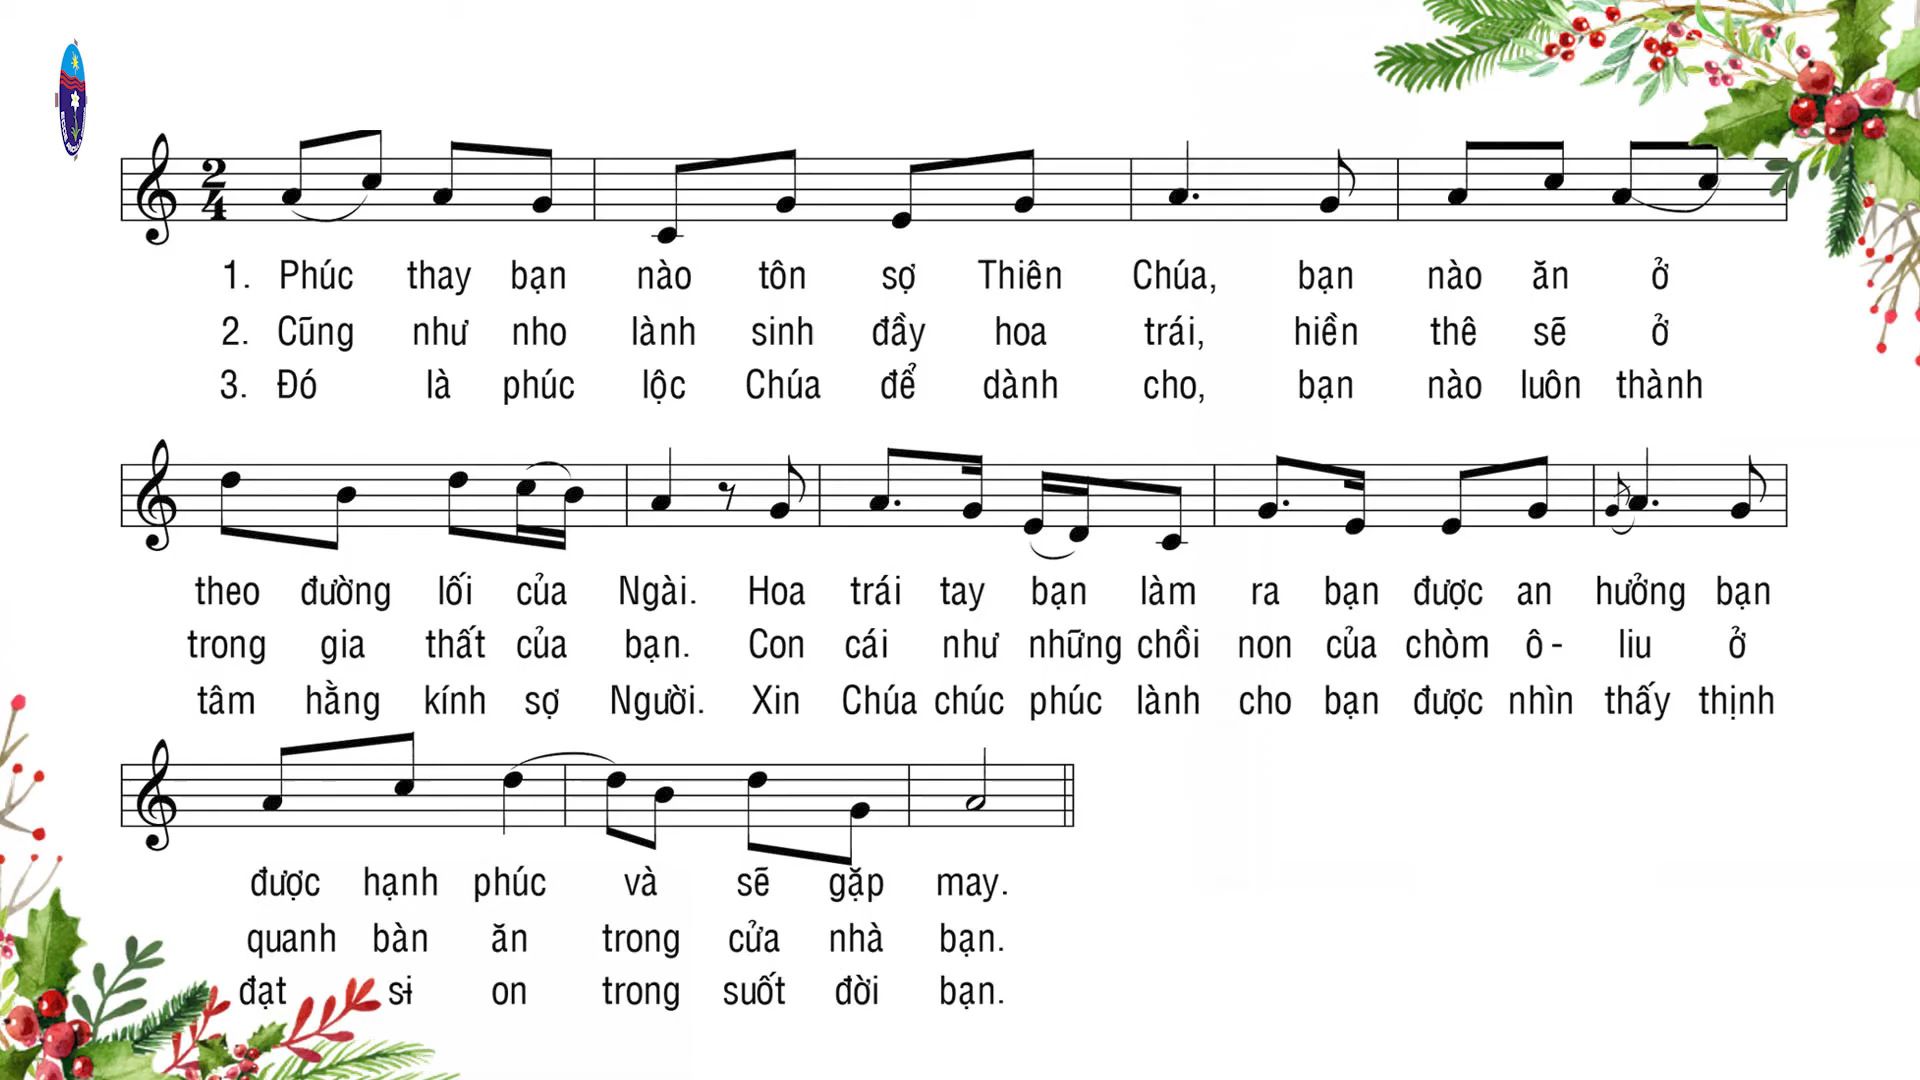 2
4
1. Phúc thay bạn nào tôn sợ Thiên Chúa, bạn nào ăn ở
2. Cũng như nho lành sinh đầy hoa trái, hiền thê sẽ ở
3. Đó là phúc lộc Chúa để dành cho, bạn nào luôn thành
theo đường lối của Ngài. Hoa trái tay bạn làm ra bạn được an hưởng bạn
trong gia thất của bạn. Con cái như những chồi non của chòm ô - liu ở
tâm hằng kính sợ Người. Xin Chúa chúc phúc lành cho bạn được nhìn thấy thịnh
được hạnh phúc và sẽ gặp may.
quanh bàn ăn trong cửa nhà bạn.
đạt si on trong suốt đời bạn.